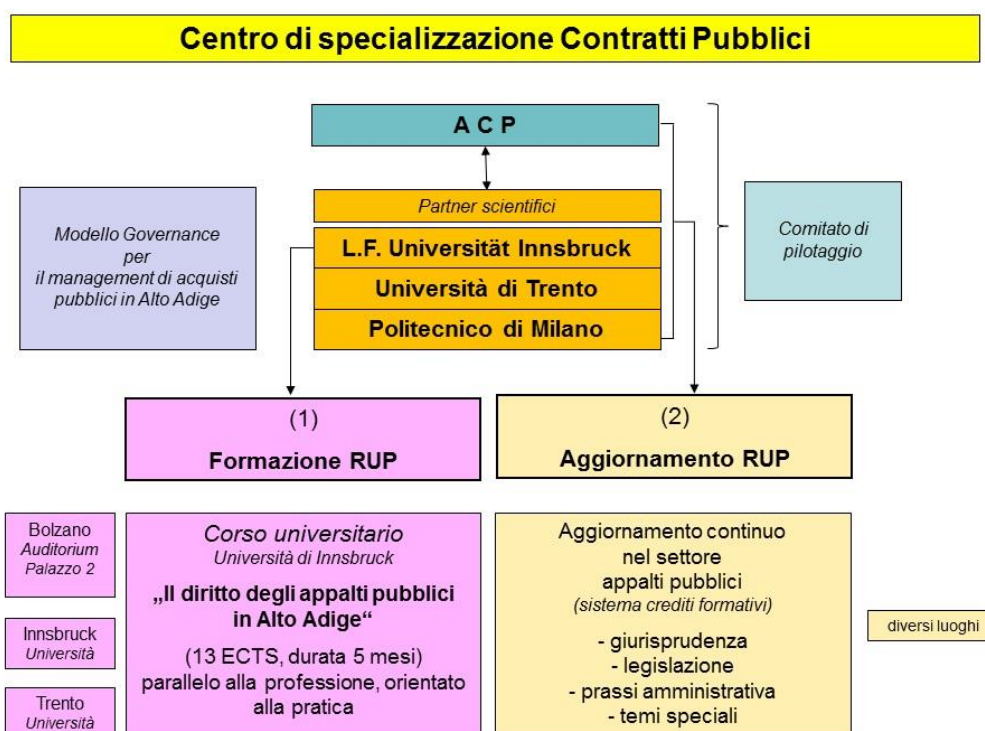 Centro di specializzazione Contratti Pubblici
A C P
Partner scientifici
L.F. Universität Innsbruck
Università di Trento
Politecnico di Milano
Modello Governance
per
il management di acquisti
pubblici in Alto Adige
Comitato di
pilotaggio
(1)
Formazione RUP
(2)
Aggiornamento RUP
Bolzano
Auditorium
Palazzo 2
Innsbruck
Università
Trento
Università
Corso universitario
Università di Innsbruck
„Il diritto degli appalti pubblici
in Alto Adige“
(13 ECTS, durata 5 mesi)
parallelo alla professione, orientato
alla pratica
Aggiornamento continuo
nel settore
appalti pubblici
(sistema crediti formativi)
- giurisprudenza
- legislazione
- prassi amministrativa
- temi speciali
diversi luoghi